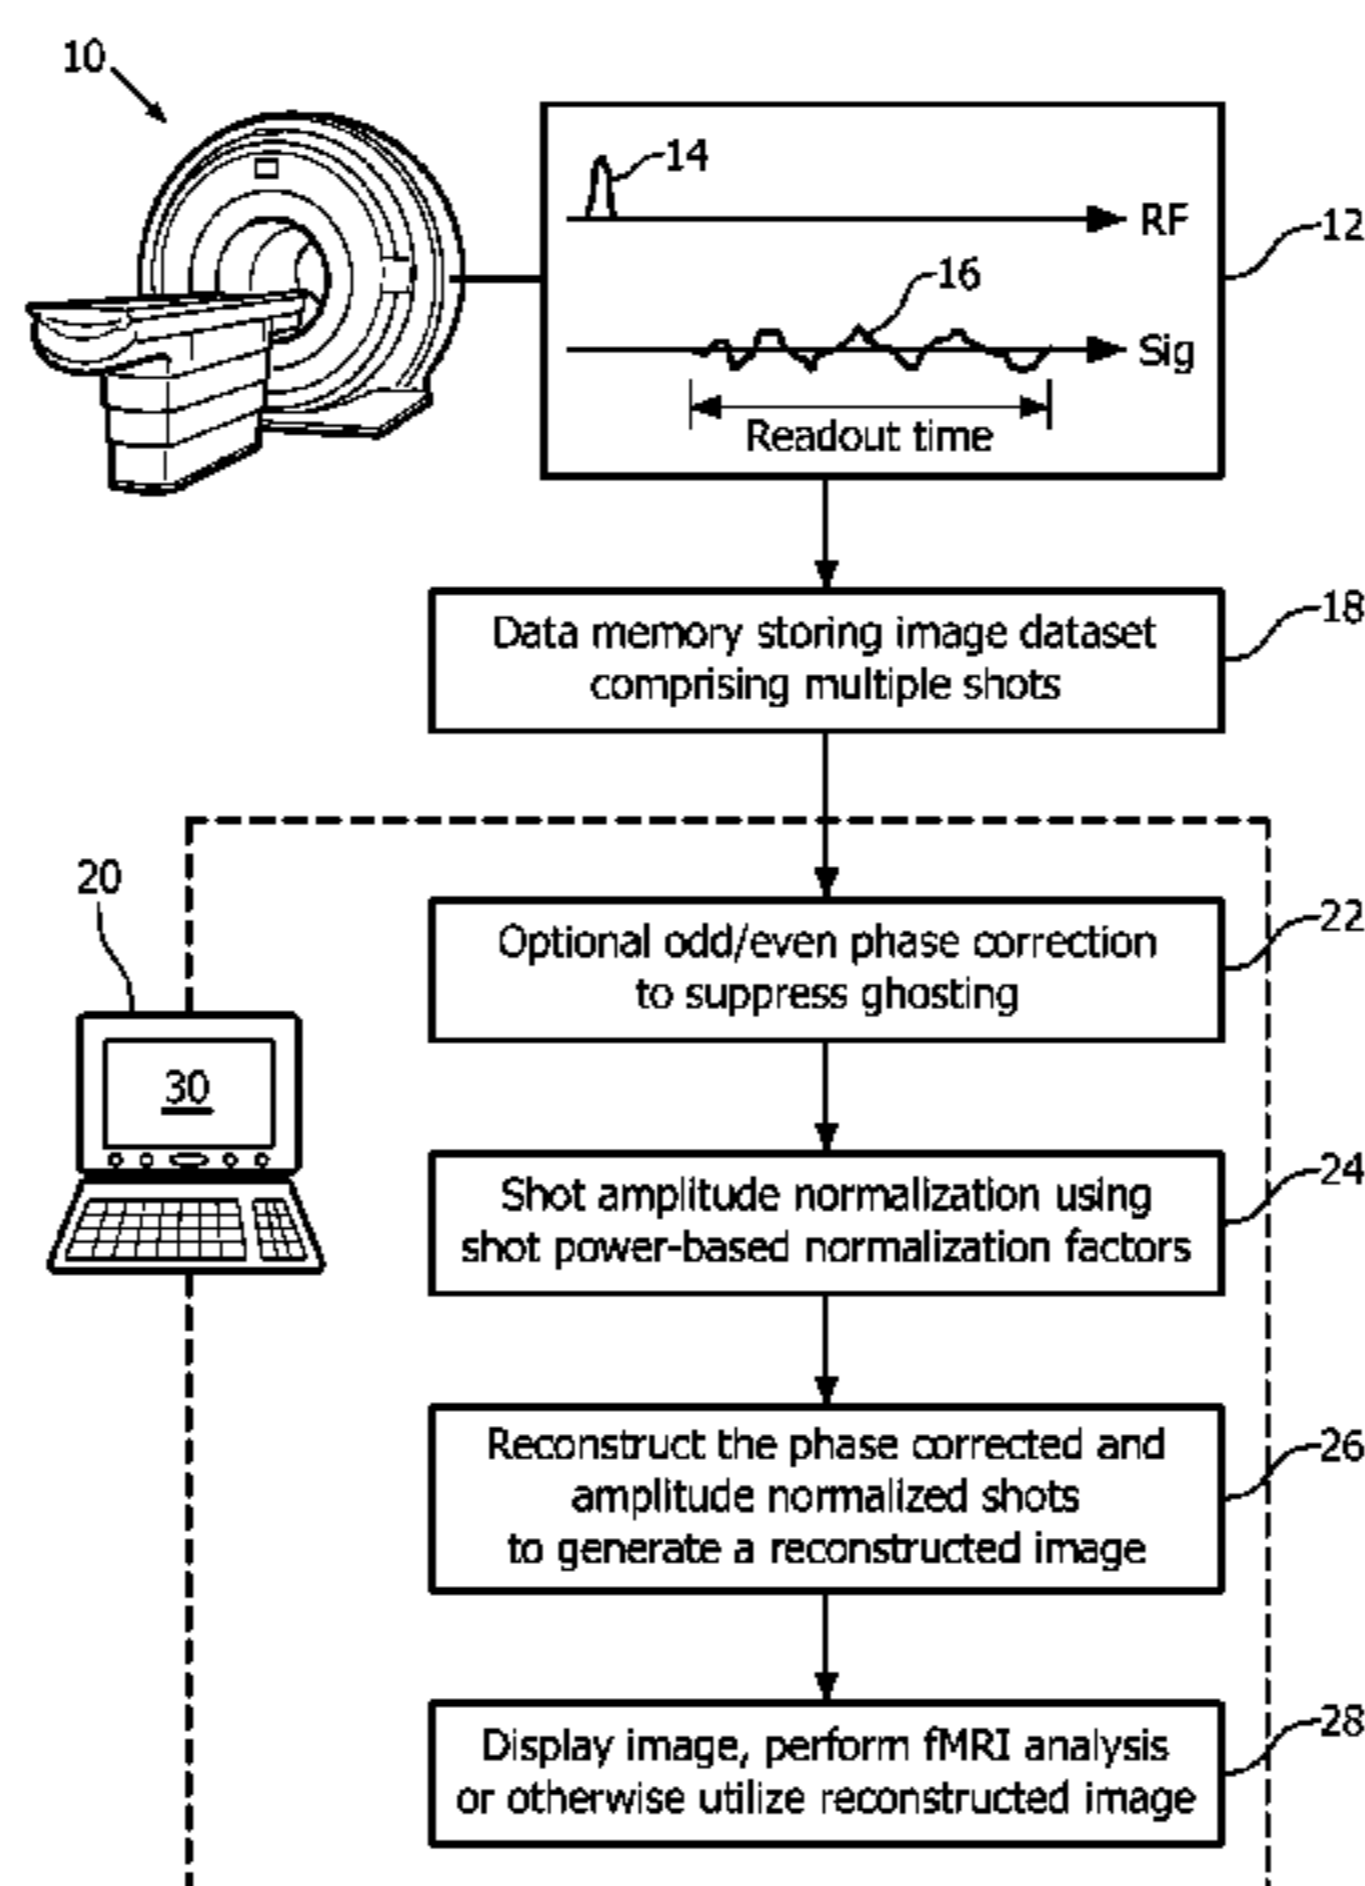 10
14
RF
12
16
Sig
Readout time
Data memory storing image dataset
comprising multiple shots
18
20
Optional odd/even phase correction
to suppress ghosting
22
30
Shot amplitude normalization using
shot power-based normalization factors
24
Reconstruct the phase corrected and
amplitude normalized shots
to generate a reconstructed image
26
Display image, perform fMRI analysis
or otherwise utilize reconstructed image
28